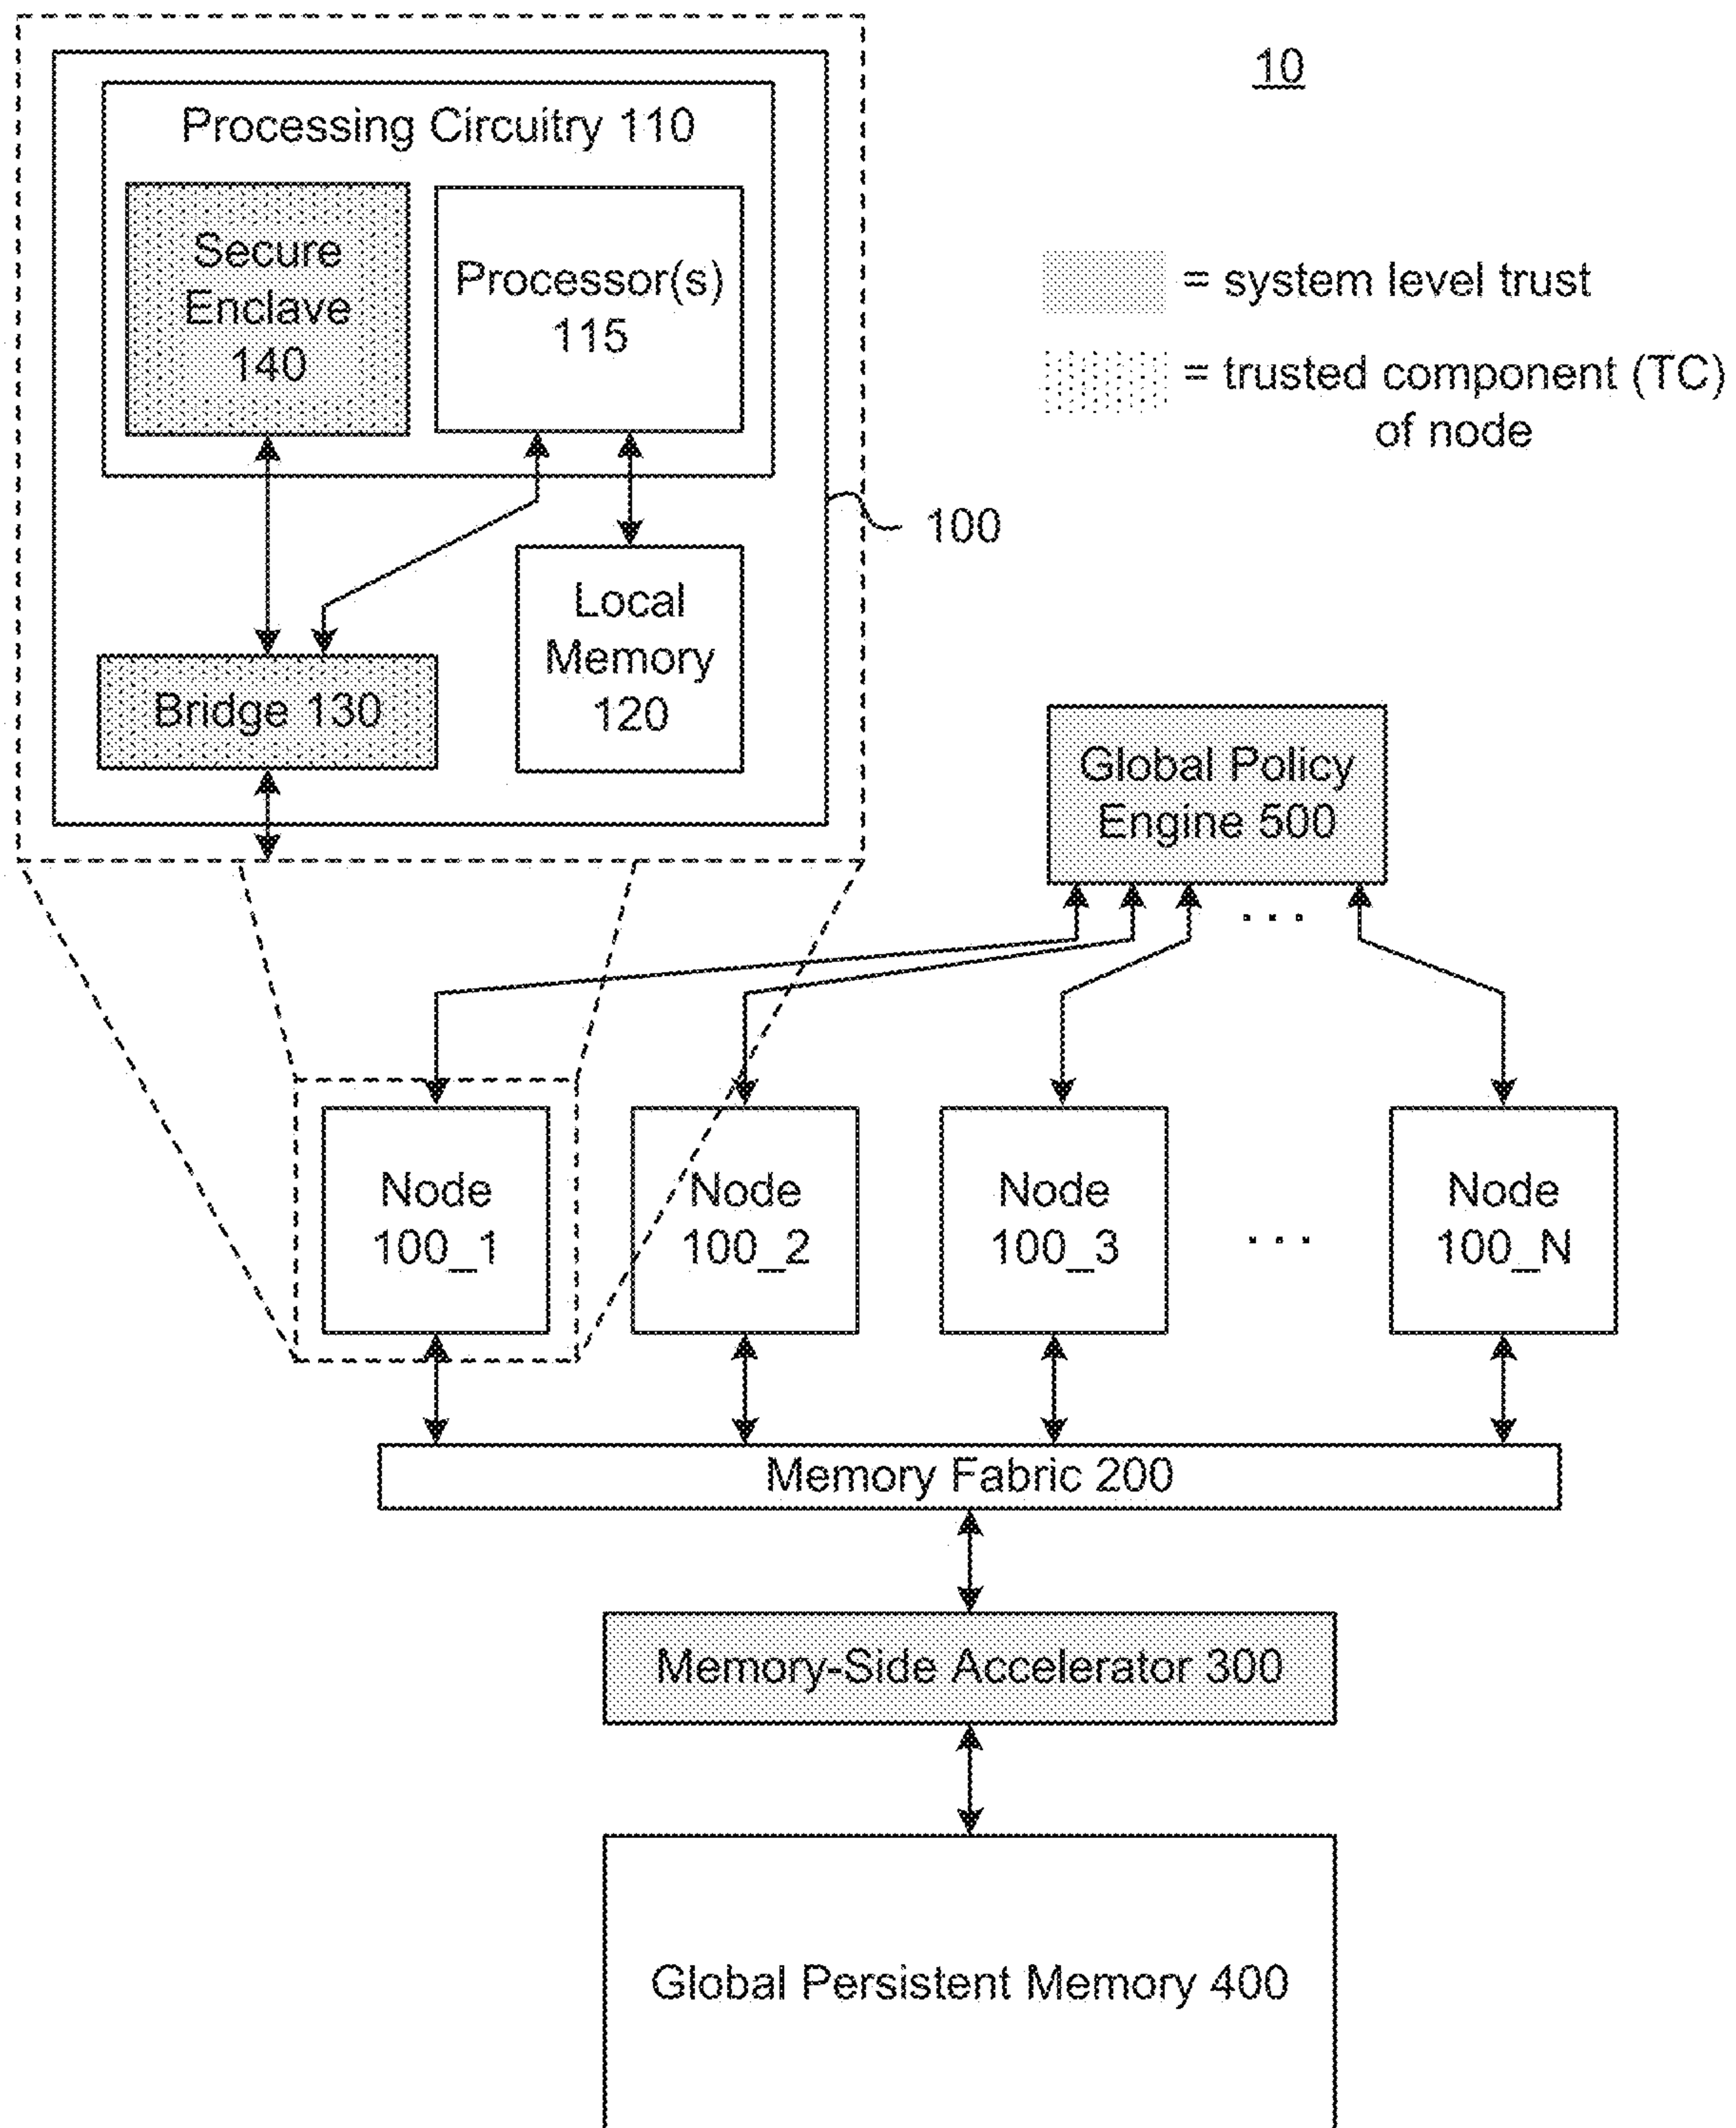 10
Processing Circuitry 110
Secure
Enclave
140
Processor(s)
115
= system level trust
= trusted component (TC)
of node
100
Local
Memory
120
Bridge 130
Global Policy
Engine 500
. . .
Node
100_1
Node
100_2
Node
100_3
. . .
Node
100_N
Memory Fabric 200
Memory-Side Accelerator 300
Global Persistent Memory 400